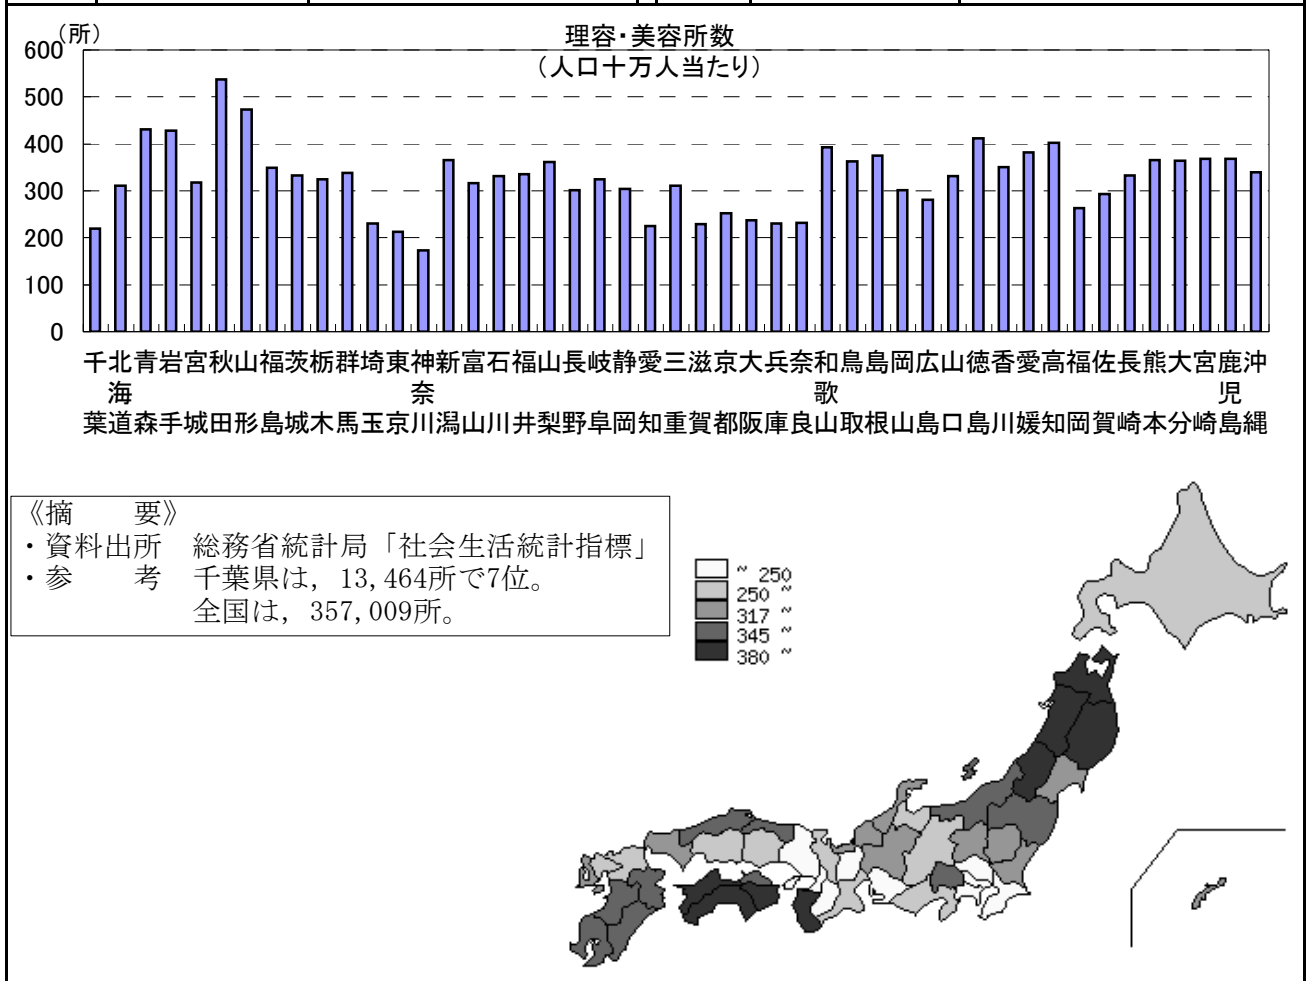 (所)
理容・美容所数
(人口十万人当たり)
600
500
400
300
200
100
0
千葉 北海道 青森 岩手 宮城 秋田 山形 福島 茨城 栃木 群馬 埼玉 東京 神奈川 新潟 富山 石川 福井 山梨 長野 岐阜 静岡 愛知 三重 滋賀 京都 大阪 兵庫 奈良 和歌山 鳥取 島根 岡山 広島 山口 徳島 香川 愛媛 高知 福岡 佐賀 長崎 熊本 大分 宮崎 鹿児島 沖縄
《摘　　要》
・資料出所　総務省統計局「社会生活統計指標」
・参　　考　千葉県は, 13,464所で7位。
全国は, 357,009所。
~ 250
250 ~
317 ~
345 ~
380 ~